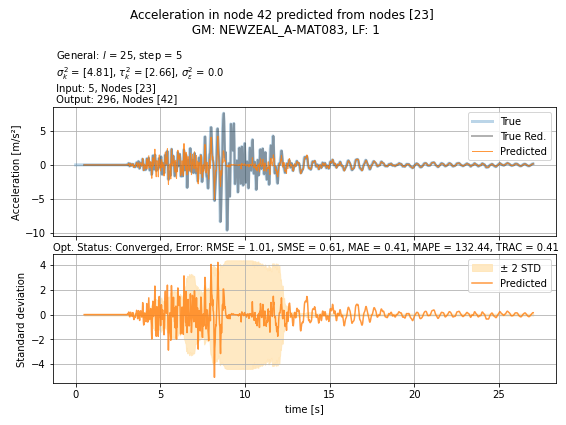 Acceleration in node 42 predicted from nodes [23]
GM: NEWZEAL_A-MAT083, LF: 1
General: l = 25, step = 5
σ²ₖ = [4.81], τ²ₖ = [2.66], σ²ε = 0.0
Input: 5, Nodes [23]
Output: 296, Nodes [42]
Acceleration [m/s²]
5
0
−5
−10
True
True Red.
Predicted
Opt. Status: Converged, Error: RMSE = 1.01, SMSE = 0.61, MAE = 0.41, MAPE = 132.44, TRAC = 0.41
Standard deviation
4
2
0
−2
−4
± 2 STD
Predicted
0 5 10 15 20 25
time [s]